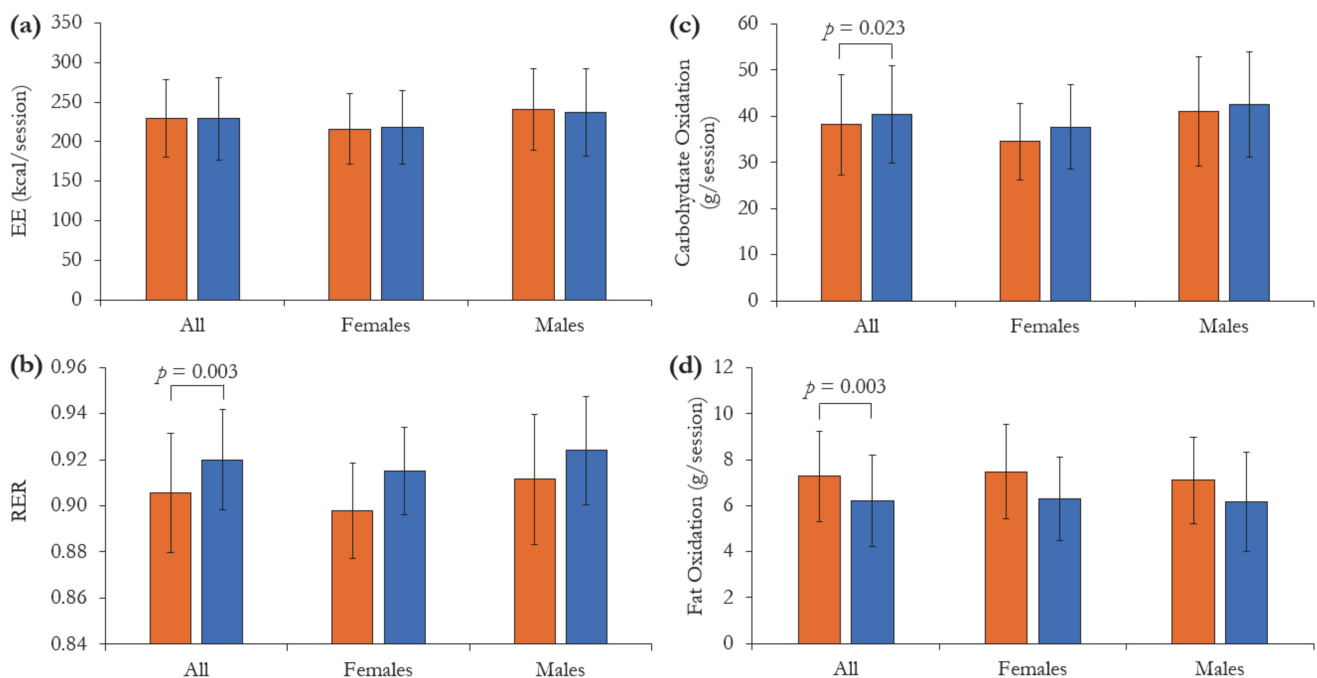 (a)
EE (kcal/session)
350
300
250
200
150
100
50
0
All
Females
Males
(c)
Carbohydrate Oxidation
(g/session)
60
50
40
30
20
10
0
p = 0.023
All
Females
Males
(b)
RER
0.96
0.94
0.92
0.90
0.88
0.86
0.84
p = 0.003
All
Females
Males
(d)
Fat Oxidation (g/session)
12
10
8
6
4
2
0
p = 0.003
All
Females
Males